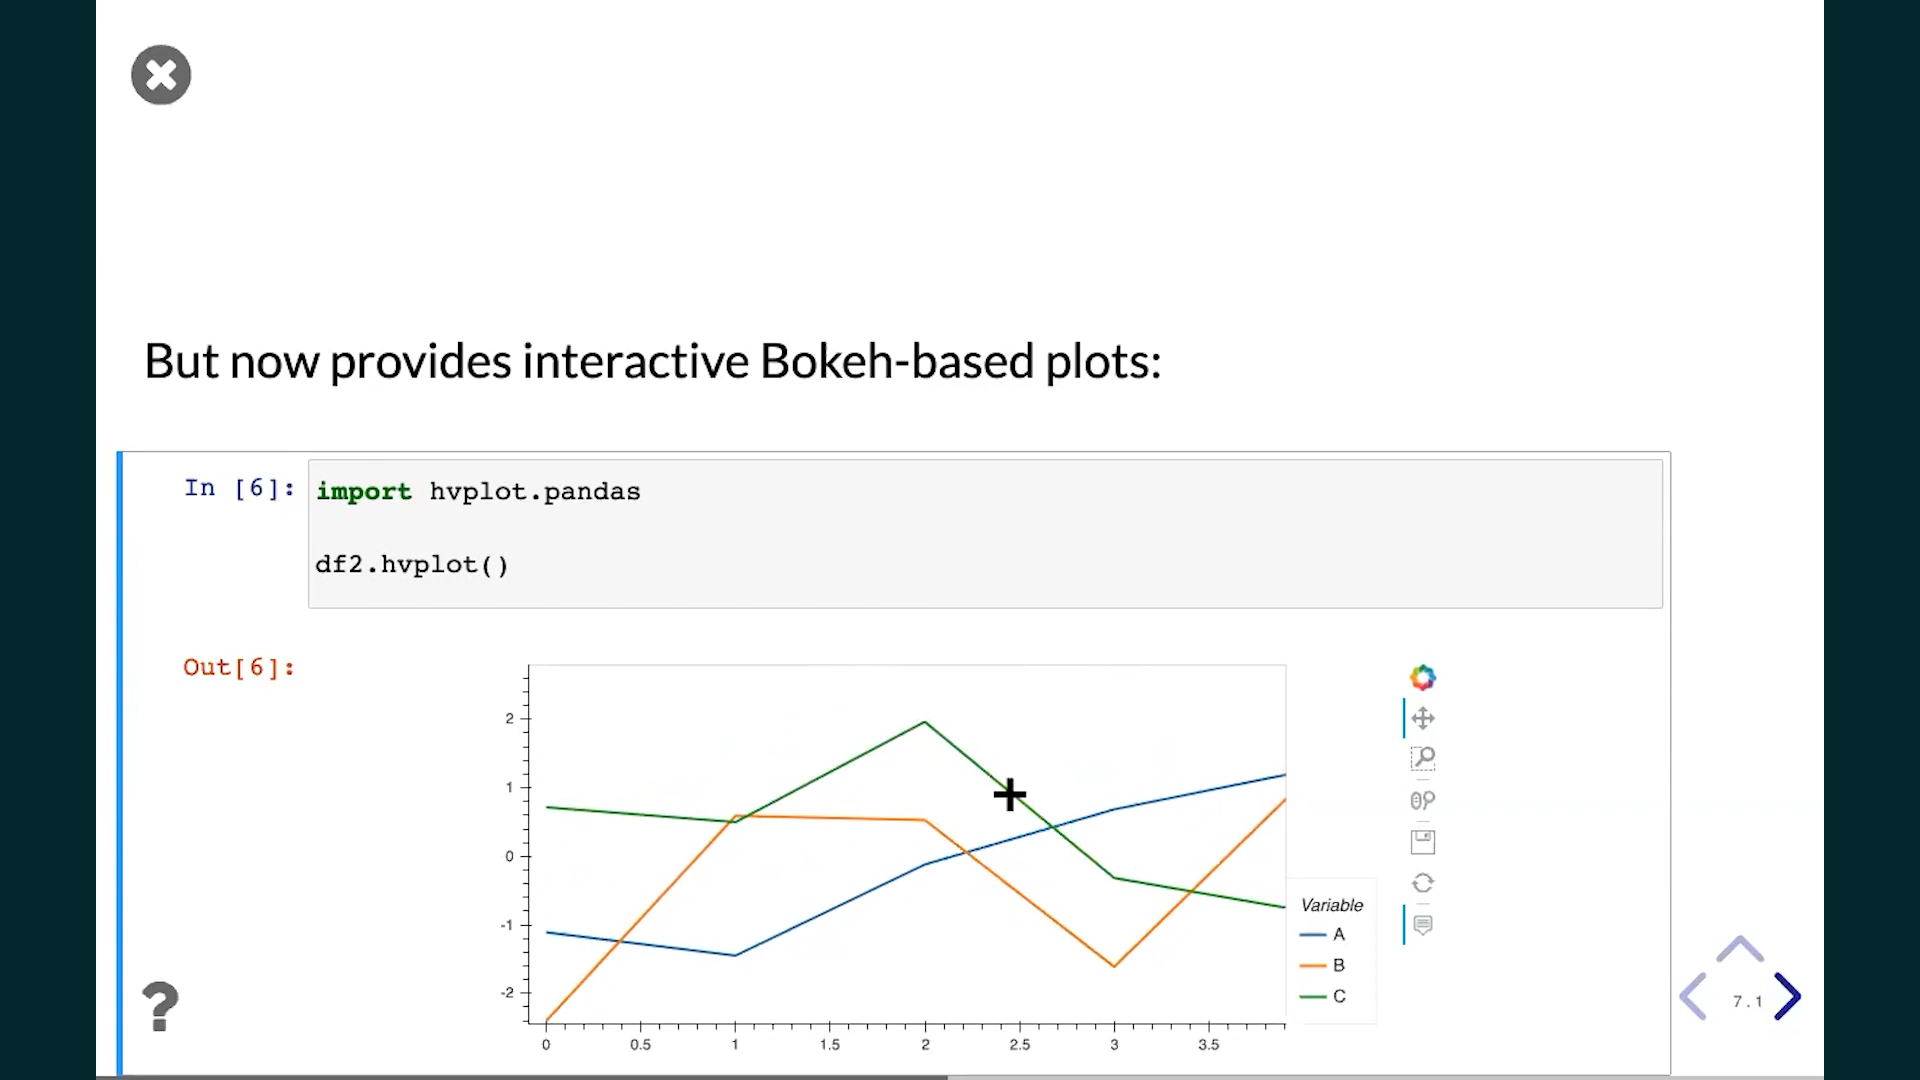 But now provides interactive Bokeh-based plots:
In [6]:
import hvplot.pandas
df2.hvplot()
Out[6]:
2
1
0
-1
-2
0 0.5 1 1.5 2 2.5 3 3.5
Variable
A
B
C
?
7.1